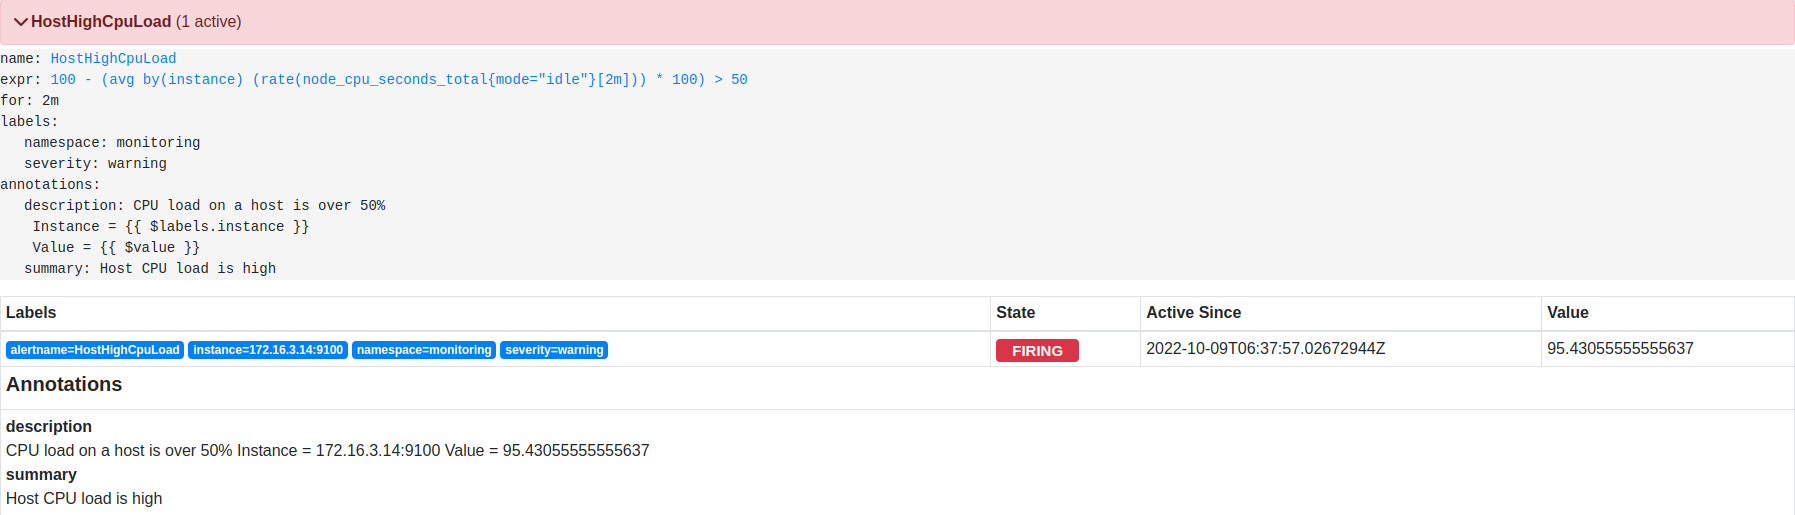 HostHighCpuLoad (1 active)
name: HostHighCpuLoad
expr: 100 - (avg by(instance) (rate(node_cpu_seconds_total{mode="idle"}[2m])) * 100) > 50
for: 2m
labels:
namespace: monitoring
severity: warning
annotations:
description: CPU load on a host is over 50%
Instance = {{ $labels.instance }}
Value = {{ $value }}
summary: Host CPU load is high
Labels State Active Since Value
alertname=HostHighCpuLoad instance=172.16.3.14:9100 namespace=monitoring severity=warning FIRING 2022-10-09T06:37:57.02672944Z 95.43055555555637
Annotations
description
CPU load on a host is over 50% Instance = 172.16.3.14:9100 Value = 95.43055555555637
summary
Host CPU load is high